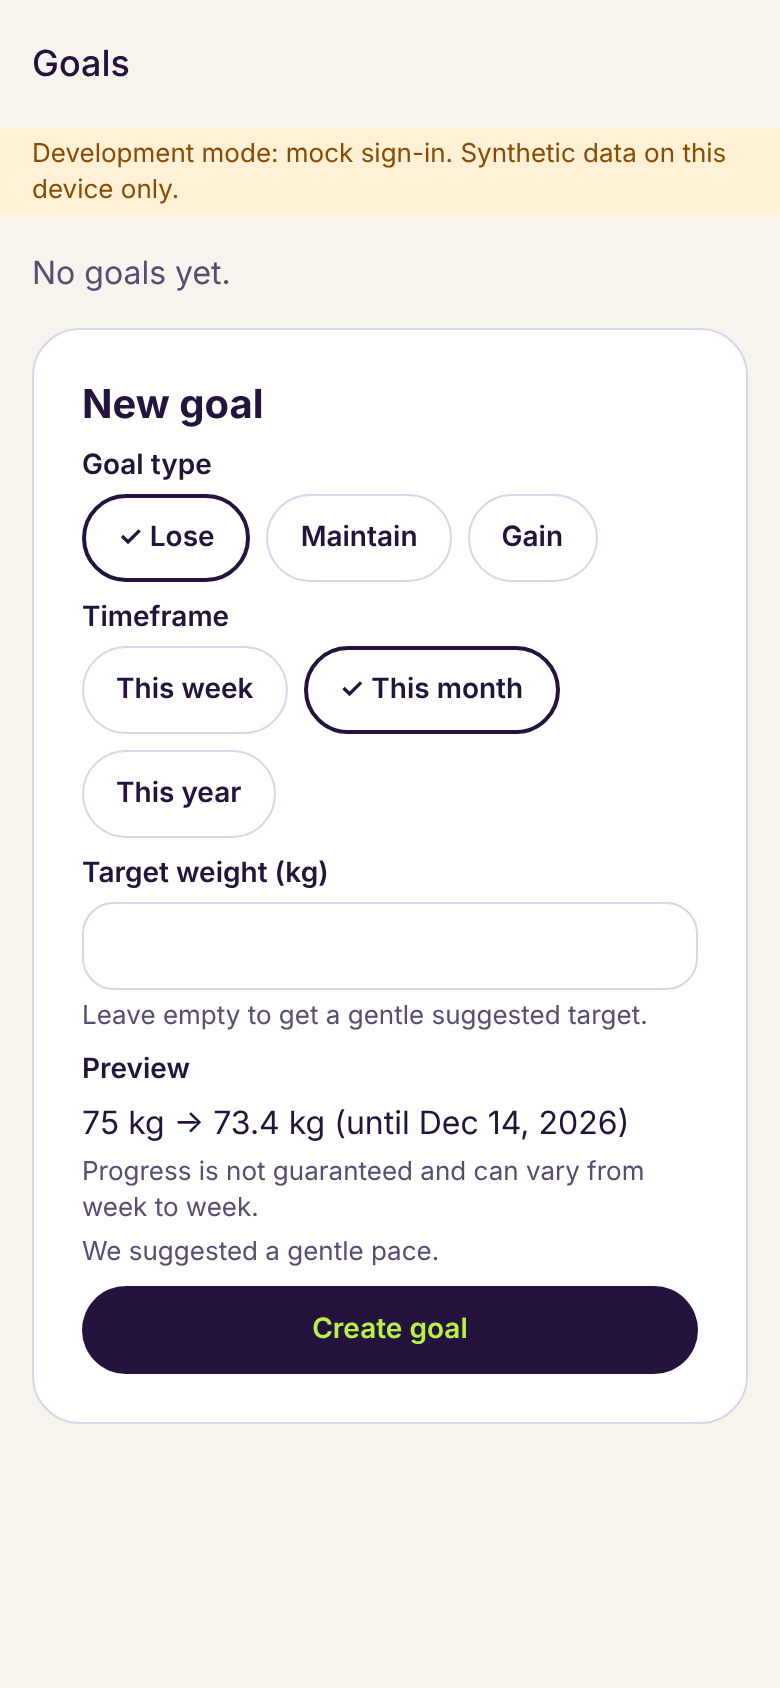 Goals
Development mode: mock sign-in. Synthetic data on this
device only.
No goals yet.
New goal
Goal type
✓ Lose
Maintain
Gain
Timeframe
This week
✓ This month
This year
Target weight (kg)
Leave empty to get a gentle suggested target.
Preview
75 kg → 73.4 kg (until Dec 14, 2026)
Progress is not guaranteed and can vary from
week to week.
We suggested a gentle pace.
Create goal